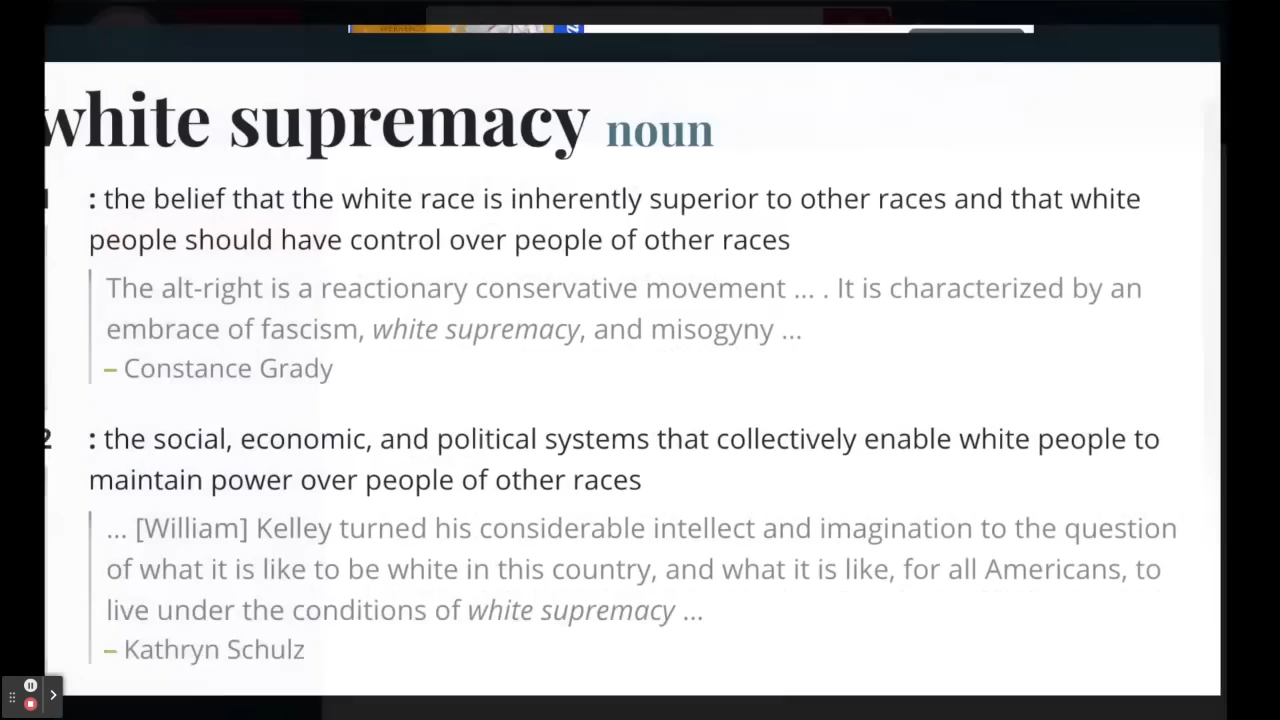 white supremacy noun
1 : the belief that the white race is inherently superior to other races and that white
people should have control over people of other races
The alt-right is a reactionary conservative movement ... . It is characterized by an
embrace of fascism, white supremacy, and misogyny ...
– Constance Grady
2 : the social, economic, and political systems that collectively enable white people to
maintain power over people of other races
... [William] Kelley turned his considerable intellect and imagination to the question
of what it is like to be white in this country, and what it is like, for all Americans, to
live under the conditions of white supremacy ...
– Kathryn Schulz